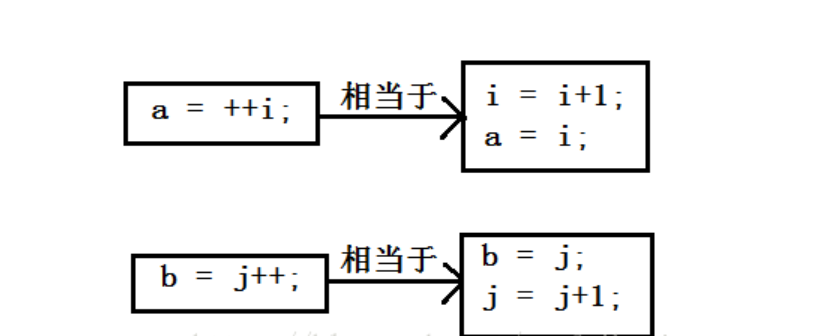 a = ++i;
相当于
i = i+1;
a = i;
b = j++;
相当于
b = j;
j = j+1;